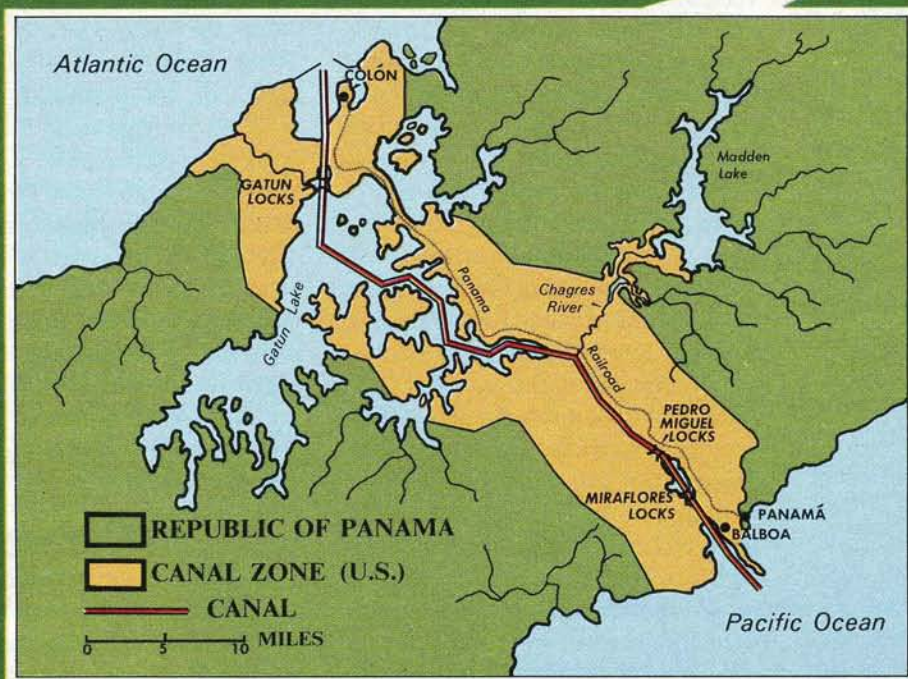 Atlantic Ocean
COLÓN
Madden
Lake
GATUN
LOCKS
Chagres
River
Panama
Railroad
Gatun Lake
PEDRO
MIGUEL
LOCKS
MIRAFLORES
LOCKS
PANAMÁ
BALBOA
REPUBLIC OF PANAMA
CANAL ZONE (U.S.)
CANAL
0 5 10 MILES
Pacific Ocean